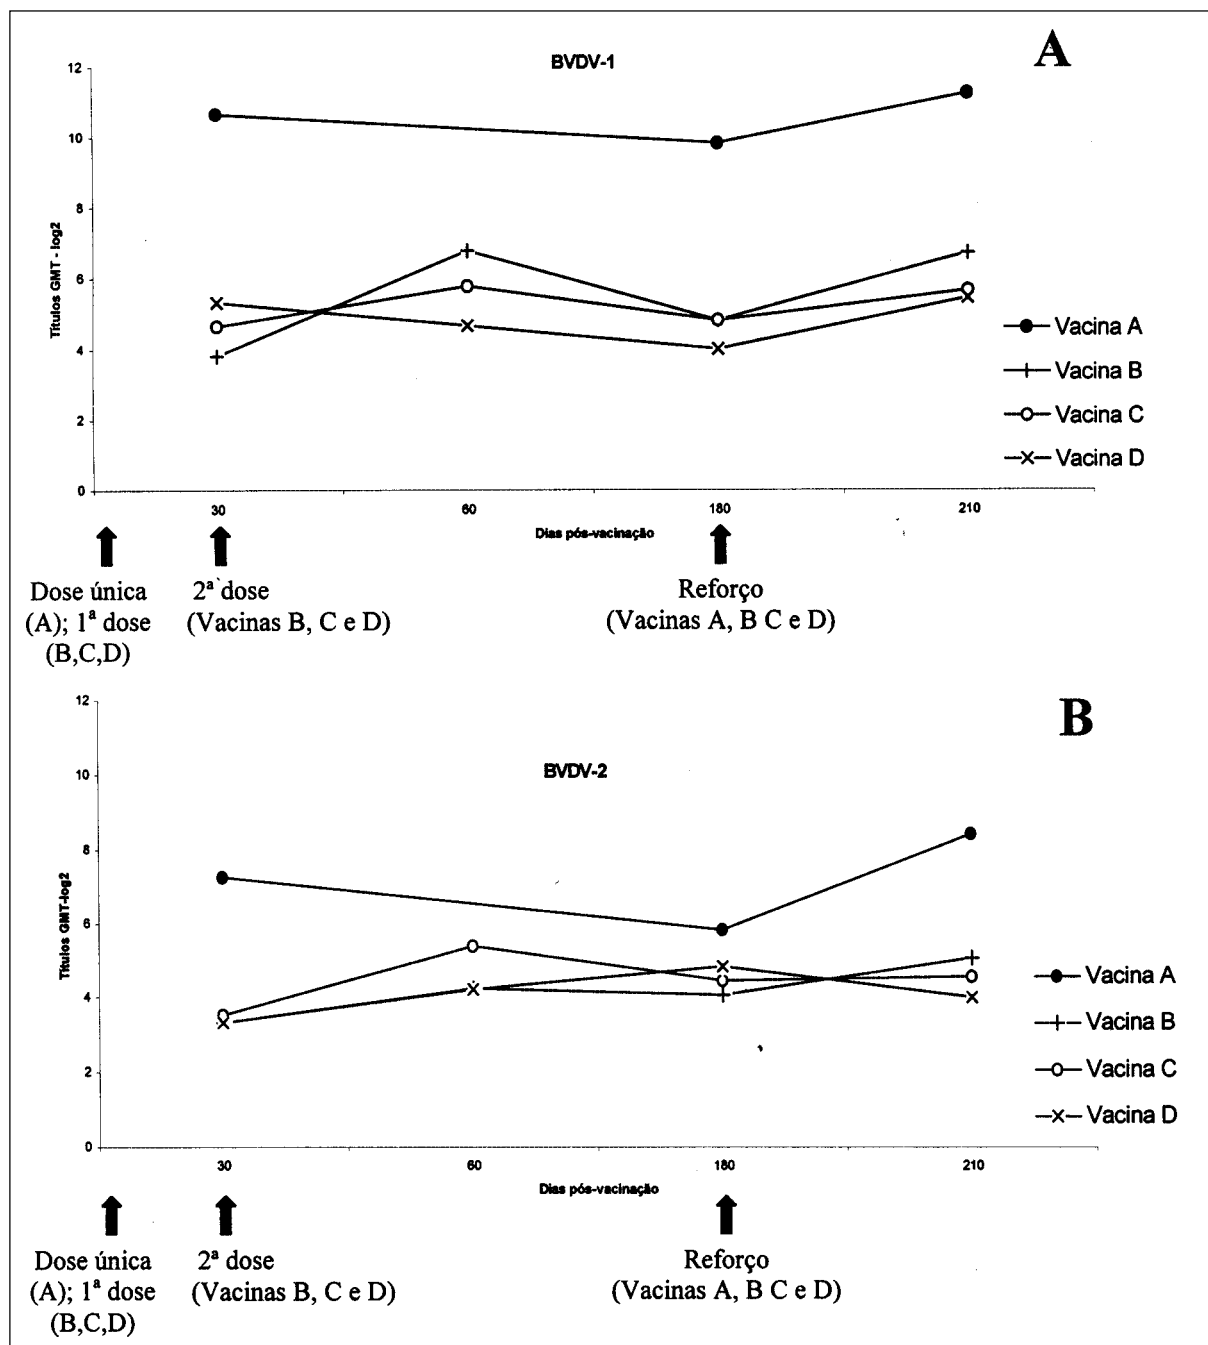 A
BVDV-1
12
10
8
6
4
2
0
Títulos GMT - log2
30
60
180
210
Dias pós-vacinação
Vacina A
Vacina B
Vacina C
Vacina D
Dose única
(A); 1ª dose
(B,C,D)
2ª dose
(Vacinas B, C e D)
Reforço
(Vacinas A, B C e D)
B
BVDV-2
12
10
8
6
4
2
0
Títulos GMT-log2
30
60
180
210
Dias pós-vacinação
Vacina A
Vacina B
Vacina C
Vacina D
Dose única
(A); 1ª dose
(B,C,D)
2ª dose
(Vacinas B, C e D)
Reforço
(Vacinas A, B C e D)